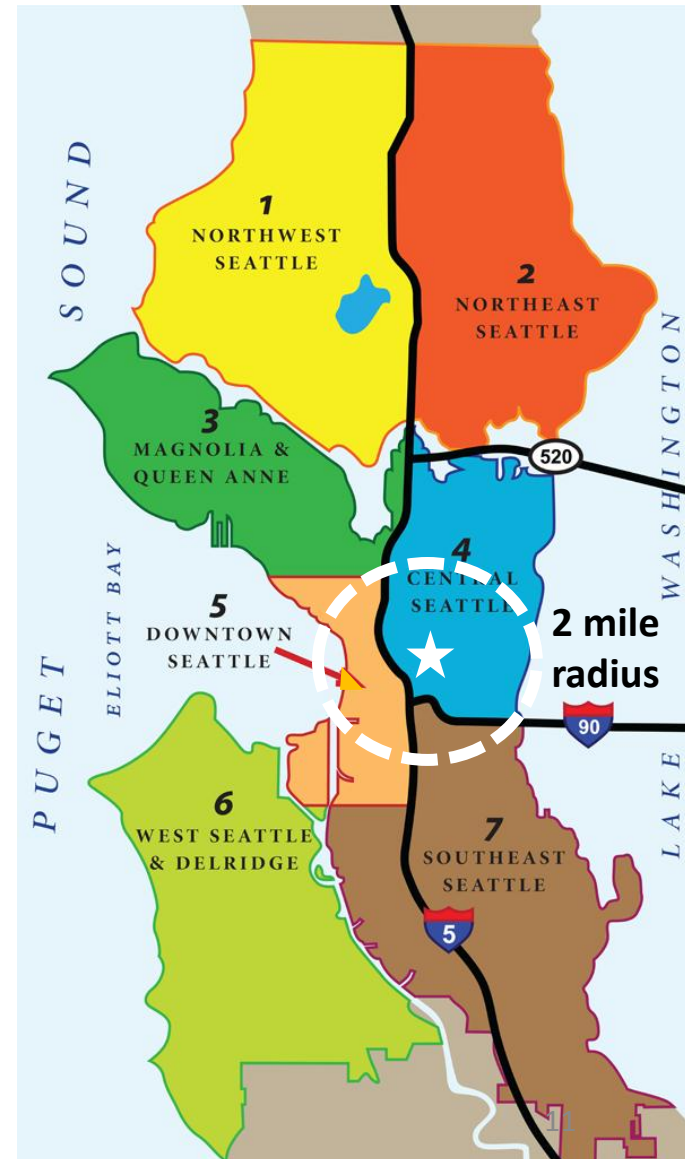 SOUND
1
NORTHWEST
SEATTLE
2
NORTHEAST
SEATTLE
3
MAGNOLIA &
QUEEN ANNE
520
WASHINGTON
4
CENTRAL
SEATTLE
ELIOTT BAY
5
DOWNTOWN
SEATTLE
2 mile
radius
90
PUGET
LAKE
6
WEST SEATTLE
& DELRIDGE
7
SOUTHEAST
SEATTLE
5
11